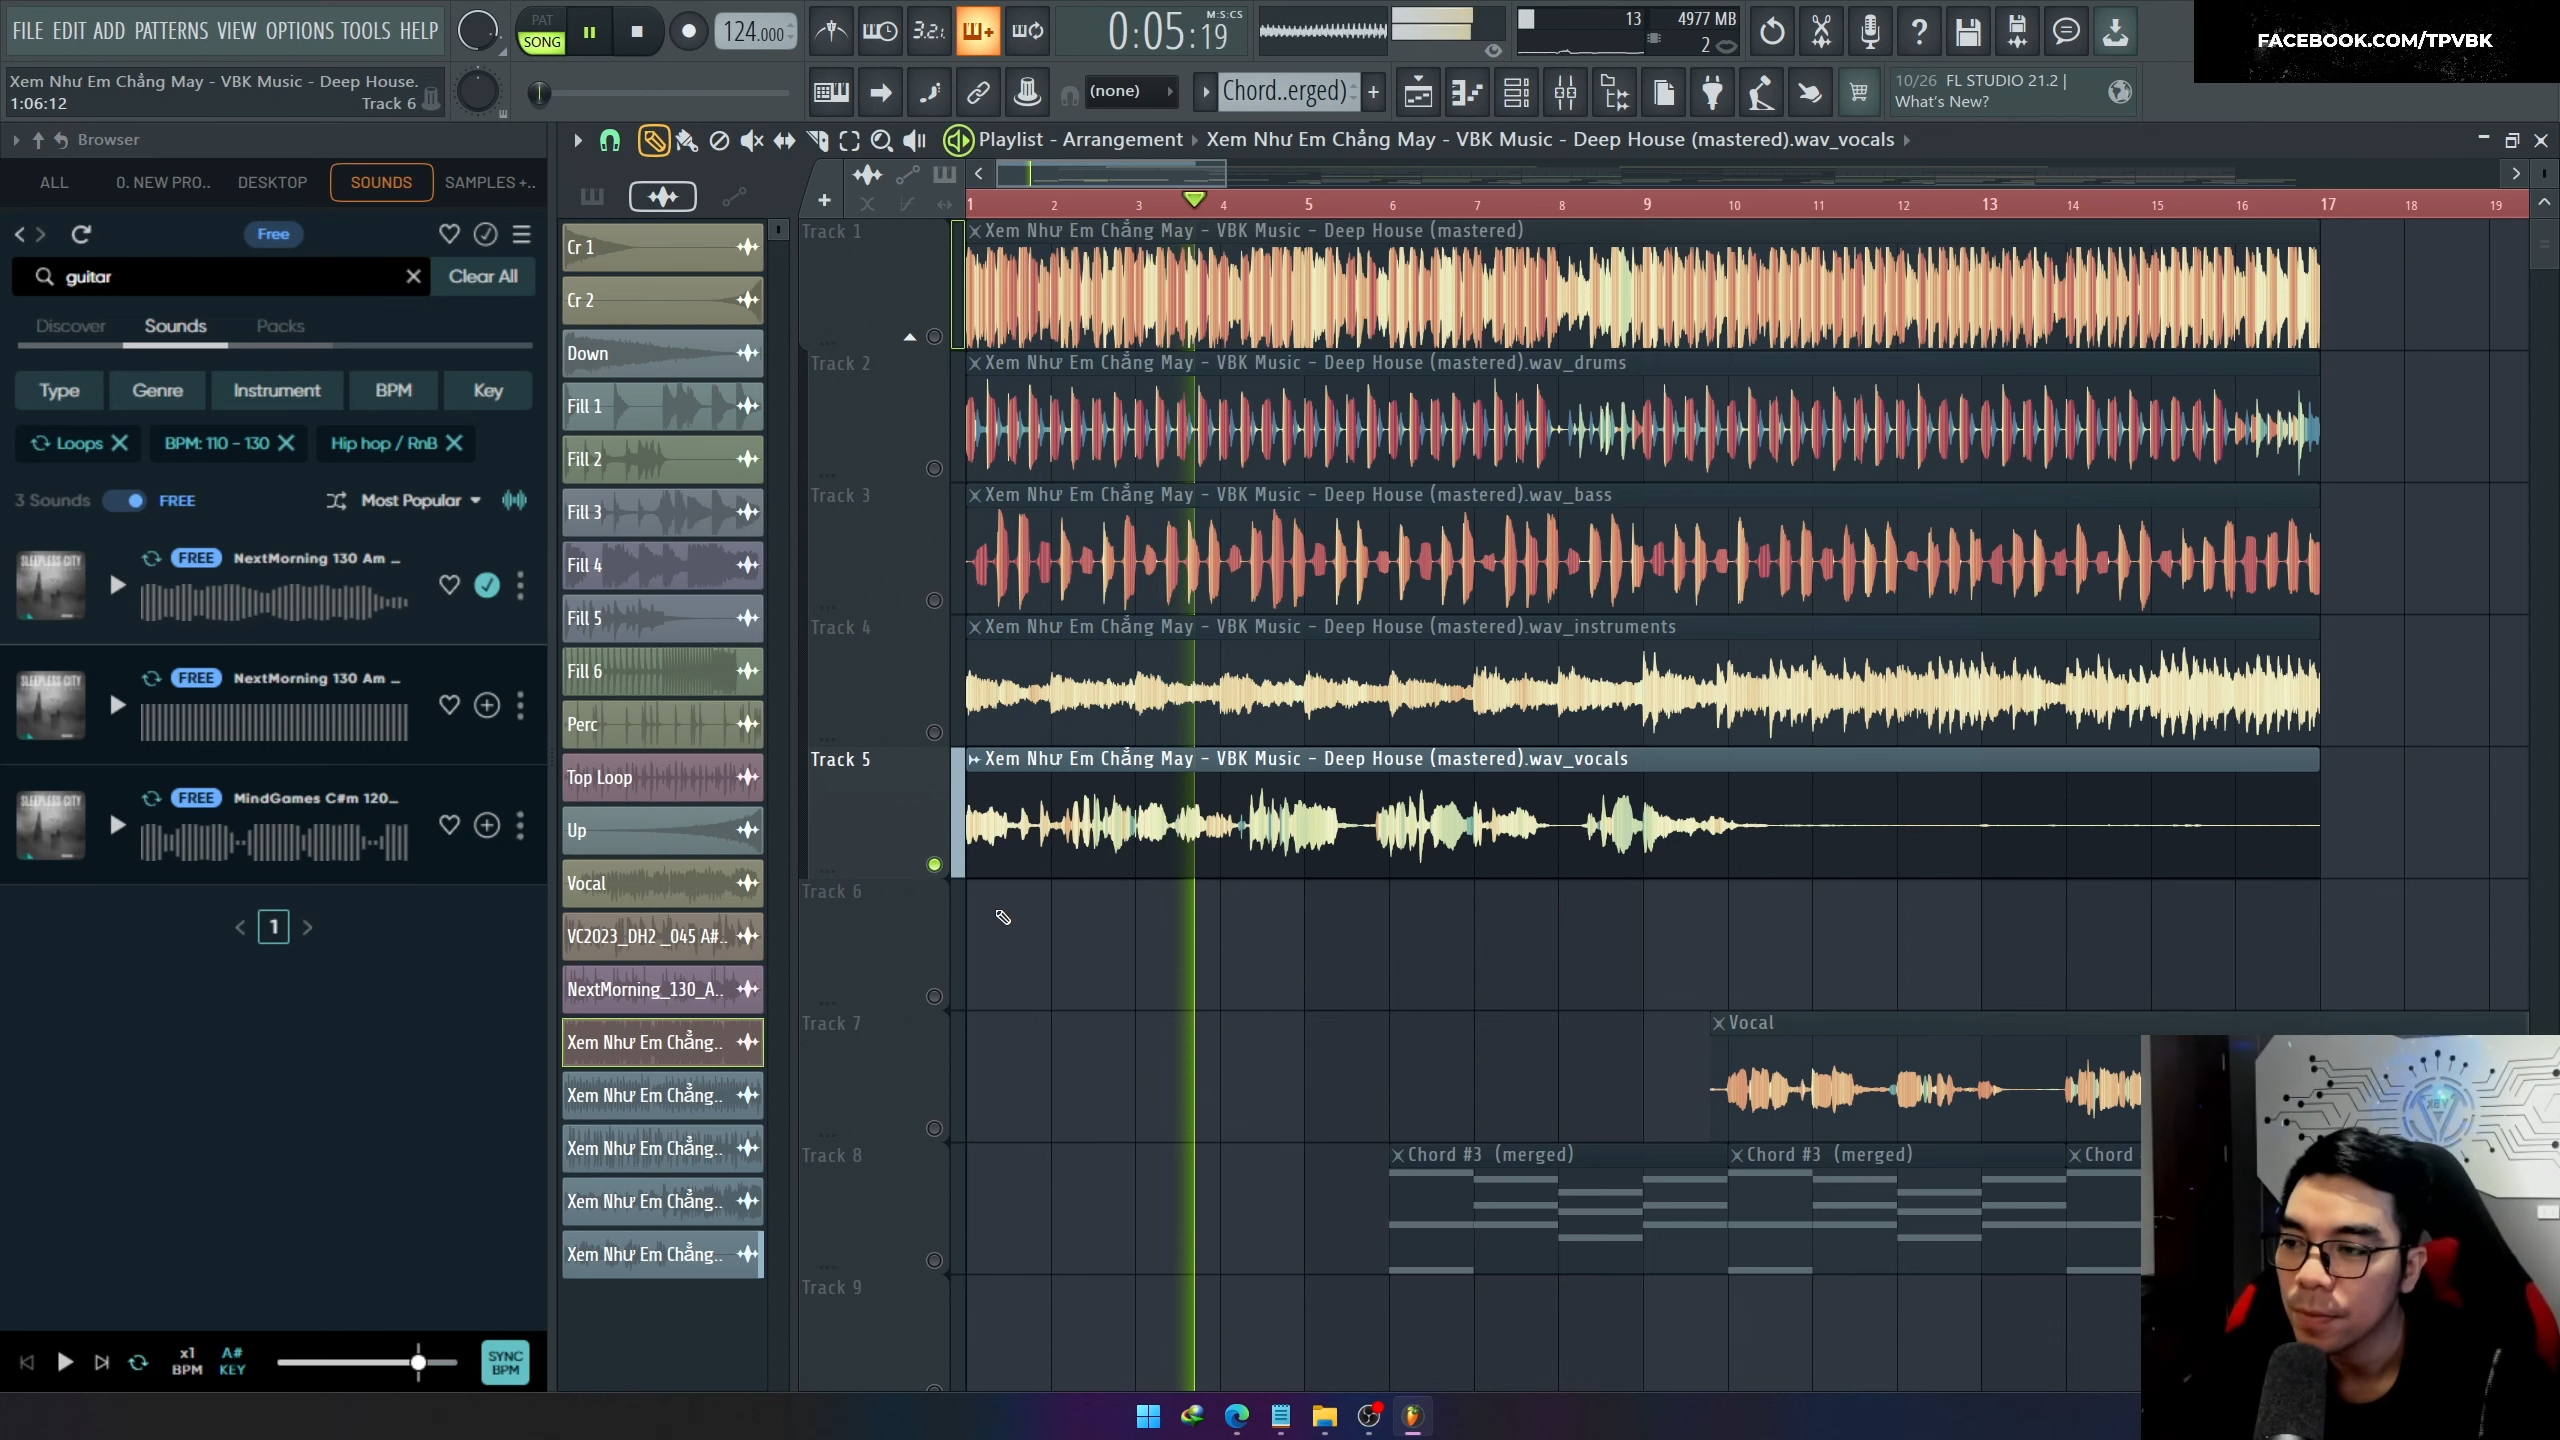 FILE EDIT ADD PATTERNS VIEW OPTIONS TOOLS HELP
PAT
SONG
124.000
3.2.1.
0:05:19
M:S:CS
13
4977 MB
2
FACEBOOK.COM/TPVBK
Xem Như Em Chẳng May - VBK Music - Deep House.
1:06:12
Track 6
(none)
Chord..erged)
10/26 FL STUDIO 21.2 |
What's New?
Browser
Playlist - Arrangement › Xem Như Em Chẳng May - VBK Music - Deep House (mastered).wav_vocals
ALL
0. NEW PRO..
DESKTOP
SOUNDS
SAMPLES +..
Free
guitar
Clear All
Discover
Sounds
Packs
Type
Genre
Instrument
BPM
Key
Loops
BPM: 110 - 130
Hip hop / RnB
3 Sounds
FREE
Most Popular
SLEEPLESS CITY
FREE
NextMorning 130 Am ...
SLEEPLESS CITY
FREE
NextMorning 130 Am ...
SLEEPLESS CITY
FREE
MindGames C#m 120...
1
x1
BPM
A#
KEY
SYNC
BPM
Cr 1
Cr 2
Down
Fill 1
Fill 2
Fill 3
Fill 4
Fill 5
Fill 6
Perc
Top Loop
Up
Vocal
VC2023_DH2 _045 A#..
NextMorning_130_A..
Xem Như Em Chẳng..
Xem Như Em Chẳng..
Xem Như Em Chẳng..
Xem Như Em Chẳng..
Xem Như Em Chẳng..
1 2 3 4 5 6 7 8 9 10 11 12 13 14 15 16 17 18 19
Track 1
Xem Như Em Chẳng May - VBK Music - Deep House (mastered)
Track 2
Xem Như Em Chẳng May - VBK Music - Deep House (mastered).wav_drums
Track 3
Xem Như Em Chẳng May - VBK Music - Deep House (mastered).wav_bass
Track 4
Xem Như Em Chẳng May - VBK Music - Deep House (mastered).wav_instruments
Track 5
Xem Như Em Chẳng May - VBK Music - Deep House (mastered).wav_vocals
Track 6
Track 7
Vocal
Track 8
Chord #3 (merged)
Chord #3 (merged)
Chord
Track 9